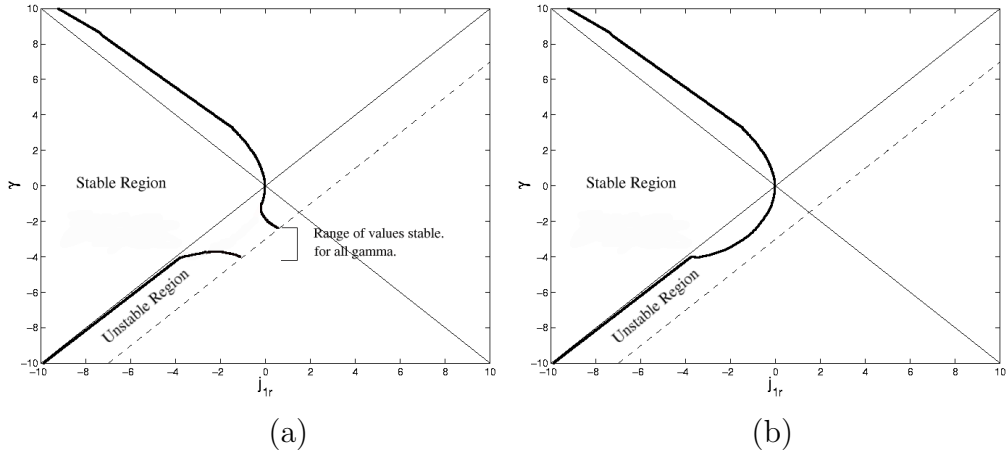 10
8
6
4
2
0
−2
−4
−6
−8
−10
γ
Stable Region
Unstable Region
Range of values stable.
for all gamma.
−10 −8 −6 −4 −2 0 2 4 6 8 10
j1r
(a)
10
8
6
4
2
0
−2
−4
−6
−8
−10
γ
Stable Region
Unstable Region
−10 −8 −6 −4 −2 0 2 4 6 8 10
j1r
(b)